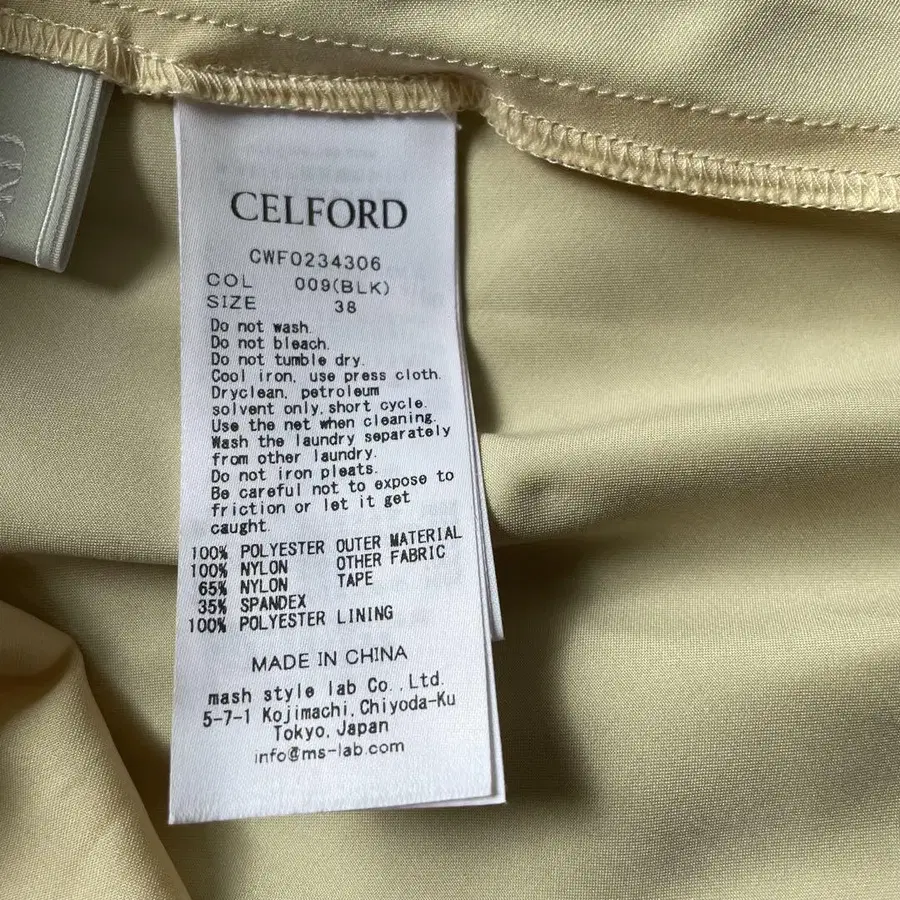 CELFORD
CWF0234306
COL 009(BLK)
SIZE 38
Do not wash.
Do not bleach.
Do not tumble dry.
Cool iron, use press cloth.
Dryclean, petroleum
solvent only, short cycle.
Use the net when cleaning.
Wash the laundry separately
from other laundry.
Do not iron pleats.
Be careful not to expose to
friction or let it get
caught.
100% POLYESTER OUTER MATERIAL
100% NYLON OTHER FABRIC
65% NYLON TAPE
35% SPANDEX
100% POLYESTER LINING
MADE IN CHINA
mash style lab Co.,Ltd.
5-7-1 Kojimachi,Chiyoda-Ku
Tokyo,Japan
info@ms-lab.com